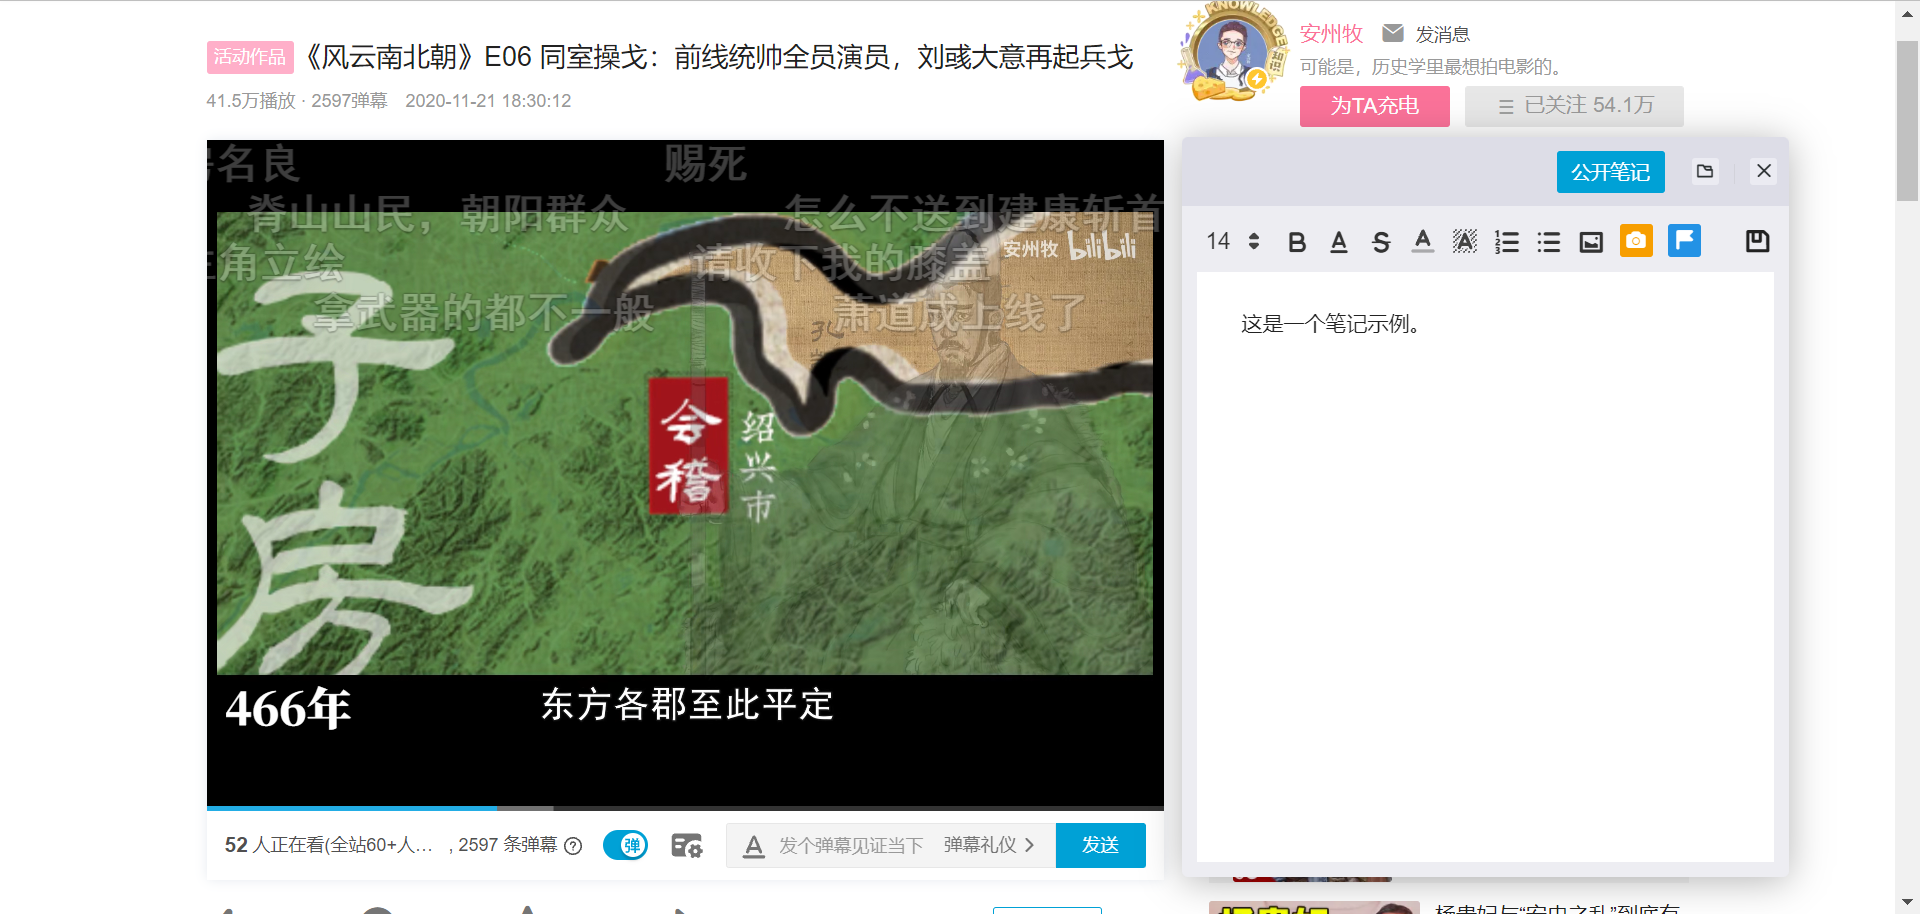 活动作品 《风云南北朝》E06 同室操戈：前线统帅全员演员，刘彧大意再起兵戈
41.5万播放 · 2597弹幕 2020-11-21 18:30:12
安州牧 发消息
可能是，历史学里最想拍电影的。
为TA充电
已关注 54.1万
名良
赐死
脊山山民，朝阳群众
怎么不送到建康斩首
角立绘
请收下我的膝盖
安州牧 bilibili
拿武器的都不一般
萧道成上线了
孔
子房
会稽
绍兴市
466年
东方各郡至此平定
52 人正在看(全站60+人... , 2597 条弹幕
弹
发个弹幕见证当下
弹幕礼仪
发送
公开笔记
14
这是一个笔记示例。
杨贵妃与“安史之乱”到底有